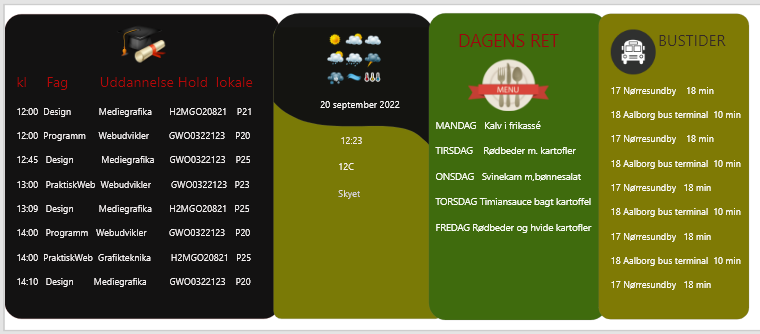 kl Fag Uddannelse Hold lokale
12:00 Design Mediegrafika H2MGO20821 P21
12:00 Programm Webudvikler GWO0322123 P20
12:45 Design Mediegrafika GWO0322123 P25
13:00 PraktiskWeb Webudvikler GWO0322123 P23
13:09 Design Mediegrafika H2MGO20821 P25
14:00 Programm Webudvikler GWO0322123 P20
14:00 PraktiskWeb Grafikteknika H2MGO20821 P25
14:10 Design Mediegrafika GWO0322123 P20
20 september 2022
12:23
12C
Skyet
DAGENS RET
MENU
MANDAG Kalv i frikassé
TIRSDAG Rødbeder m. kartofler
ONSDAG Svinekam m,bønnesalat
TORSDAG Timiansauce bagt kartoffel
FREDAG Rødbeder og hvide kartofler
BUSTIDER
17 Nørresundby 18 min
18 Aalborg bus terminal 10 min
17 Nørresundby 18 min
18 Aalborg bus terminal 10 min
17 Nørresundby 18 min
18 Aalborg bus terminal 10 min
17 Nørresundby 18 min
18 Aalborg bus terminal 10 min
17 Nørresundby 18 min